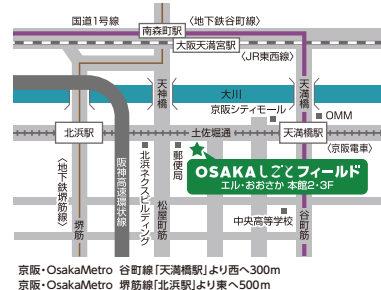 国道1号線
南森町駅
〈地下鉄谷町線〉
大阪天満宮駅
〈JR東西線〉
天神橋
天満橋
大川
京阪シティモール
OMM
北浜駅
土佐堀通
天満橋駅
〈京阪電車〉
〈地下鉄堺筋線〉
堺筋
阪神高速環状線
北浜ネクスビルディング
松屋町筋
郵便局
OSAKAしごとフィールド
エル・おおさか 本館2・3F
中央高等学校
谷町筋
京阪・OsakaMetro 谷町線「天満橋駅」より西へ300m
京阪・OsakaMetro 堺筋線「北浜駅」より東へ500m